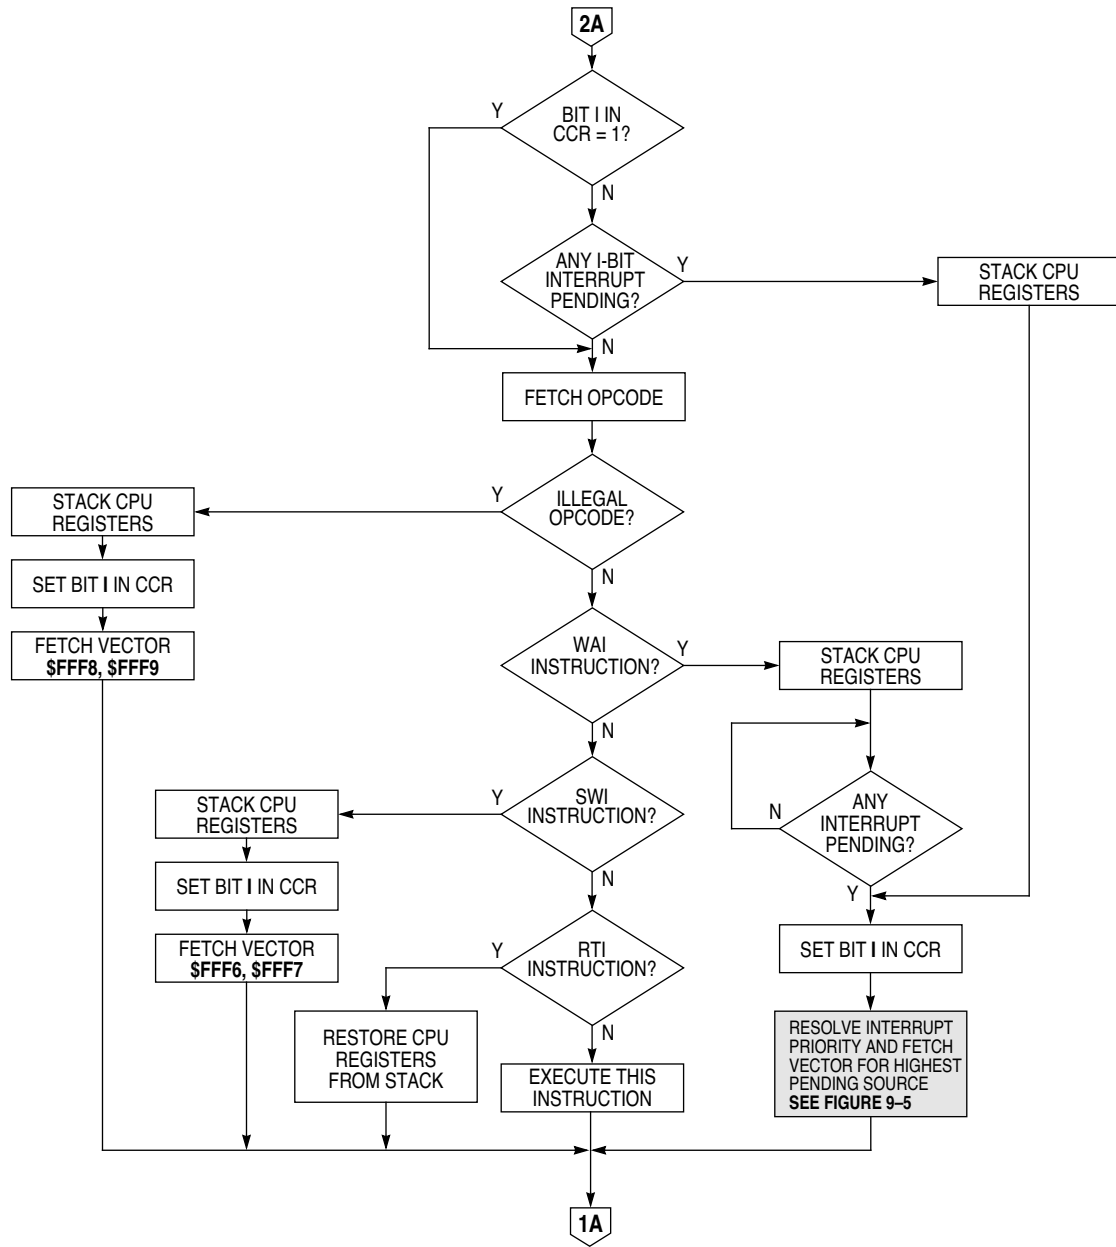 2A
Y
BIT I IN
CCR = 1?
N
ANY I-BIT
INTERRUPT
PENDING?
Y
STACK CPU
REGISTERS
N
FETCH OPCODE
STACK CPU
REGISTERS
Y
ILLEGAL
OPCODE?
SET BIT I IN CCR
N
FETCH VECTOR
$FFF8, $FFF9
WAI
INSTRUCTION?
Y
STACK CPU
REGISTERS
N
STACK CPU
REGISTERS
Y
SWI
INSTRUCTION?
N
ANY
INTERRUPT
PENDING?
SET BIT I IN CCR
N
Y
FETCH VECTOR
$FFF6, $FFF7
Y
RTI
INSTRUCTION?
SET BIT I IN CCR
RESTORE CPU
REGISTERS
FROM STACK
N
EXECUTE THIS
INSTRUCTION
RESOLVE INTERRUPT
PRIORITY AND FETCH
VECTOR FOR HIGHEST
PENDING SOURCE
SEE FIGURE 9–5
1A